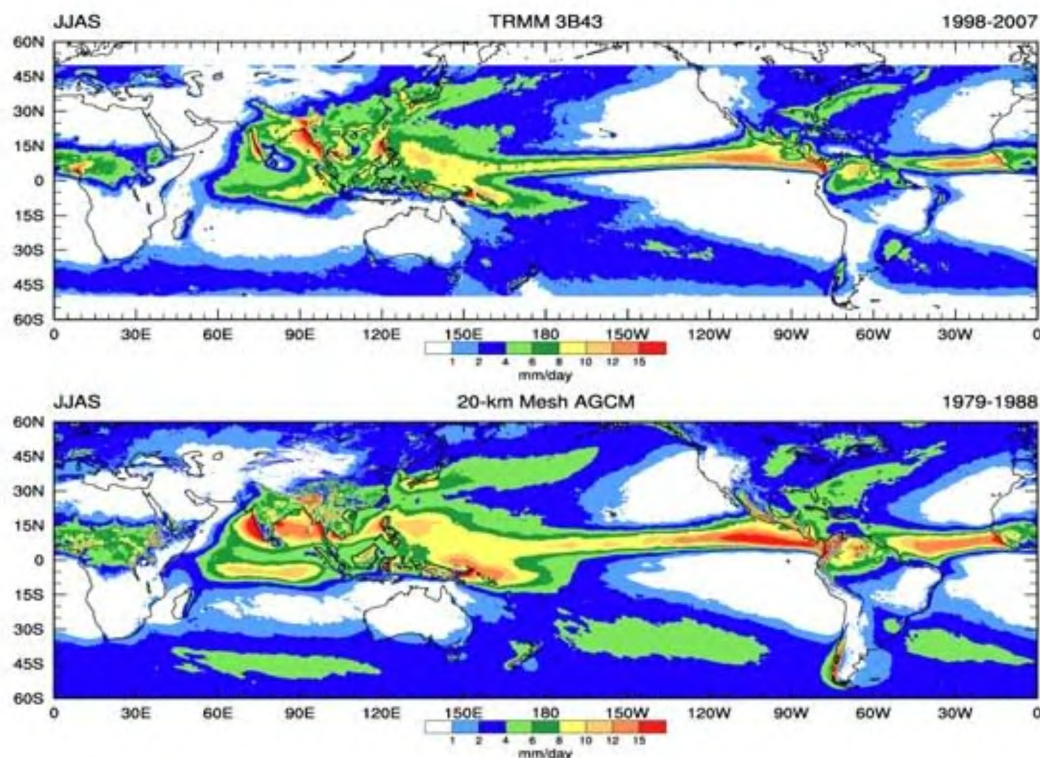 JJAS TRMM 3B43 1998-2007
60N
45N
30N
15N
0
15S
30S
45S
60S
0 30E 60E 90E 120E 150E 180 150W 120W 90W 60W 30W 0
1 2 4 6 8 10 12 15
mm/day
JJAS 20-km Mesh AGCM 1979-1988
60N
45N
30N
15N
0
15S
30S
45S
60S
0 30E 60E 90E 120E 150E 180 150W 120W 90W 60W 30W 0
1 2 4 6 8 10 12 15
mm/day